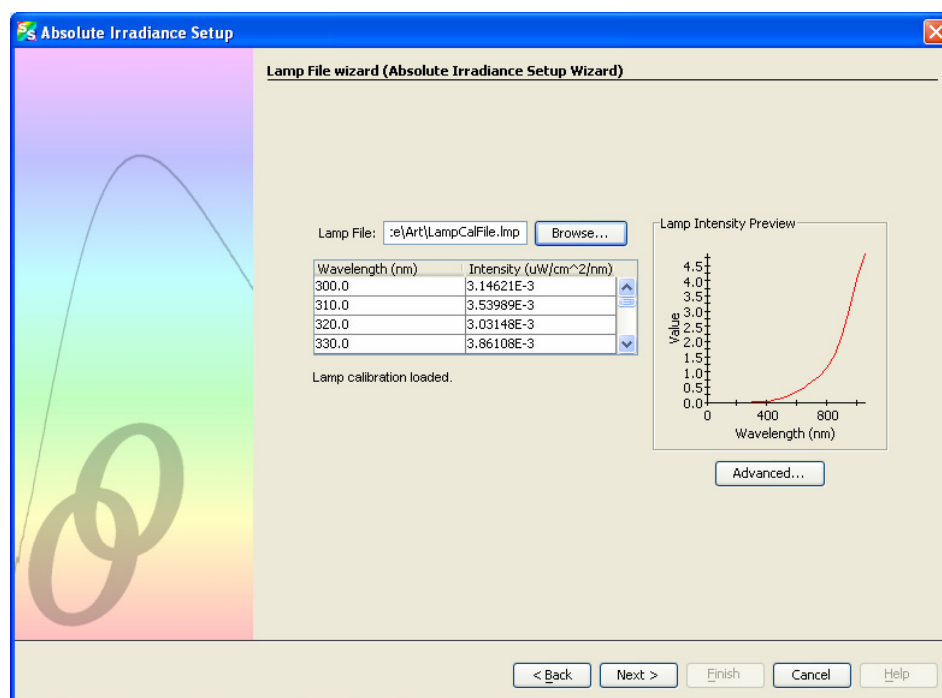 Absolute Irradiance Setup
Lamp File wizard (Absolute Irradiance Setup Wizard)
Lamp File: :e\Art\LampCalFile.lmp Browse...
Wavelength (nm) Intensity (uW/cm^2/nm)
300.0 3.14621E-3
310.0 3.53989E-3
320.0 3.03148E-3
330.0 3.86108E-3
Lamp calibration loaded.
Lamp Intensity Preview
4.5
4.0
3.5
3.0
2.5
2.0
1.5
1.0
0.5
0.0
Value
0 400 800
Wavelength (nm)
Advanced...
< Back Next > Finish Cancel Help